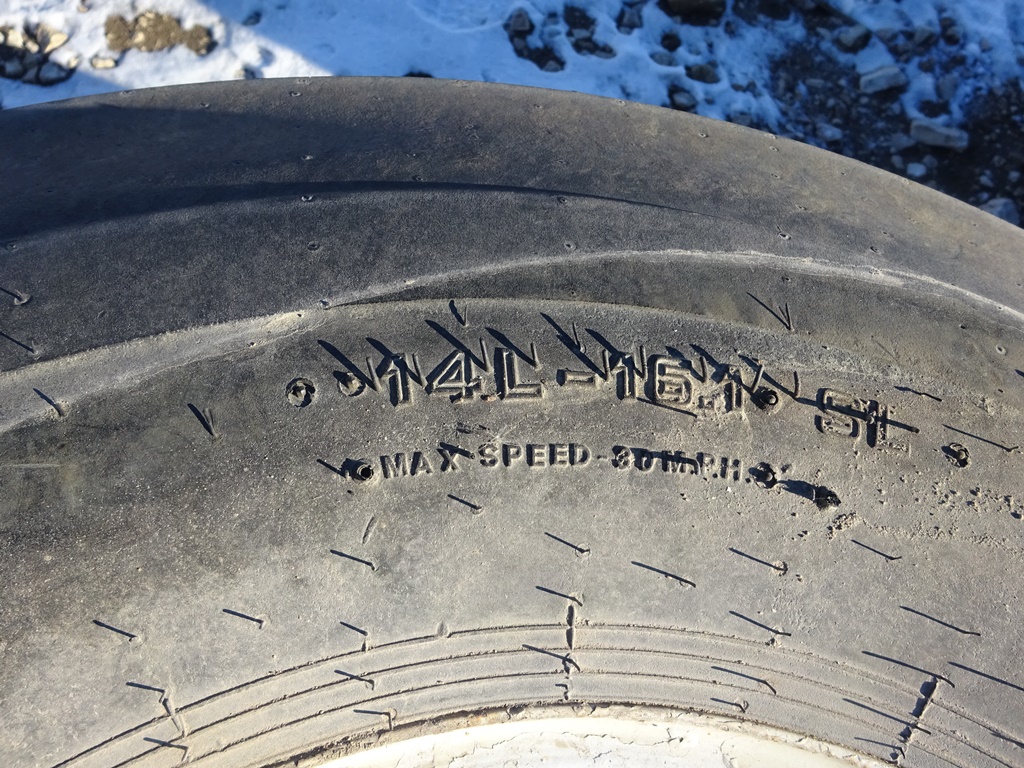 14L-16.1 SL
MAX SPEED-30 M.P.H.